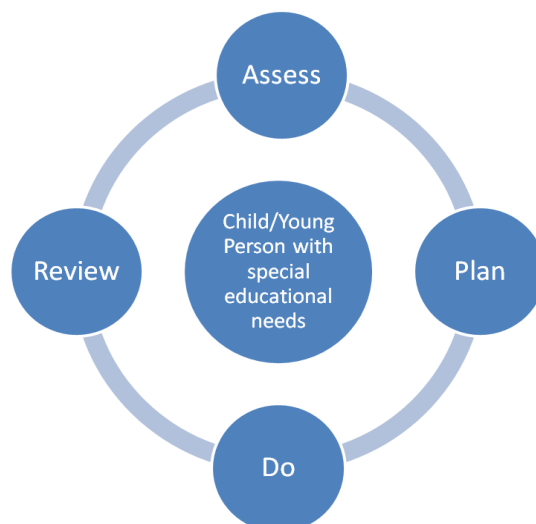 Assess
Child/Young
Person with
special
educational
needs
Review
Plan
Do